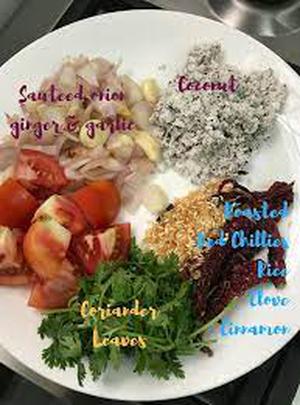 Sauteed onion
ginger & garlic
Coconut
Roasted
Red Chillies
Rice
Clove
Cinnamon
Coriander
Leaves